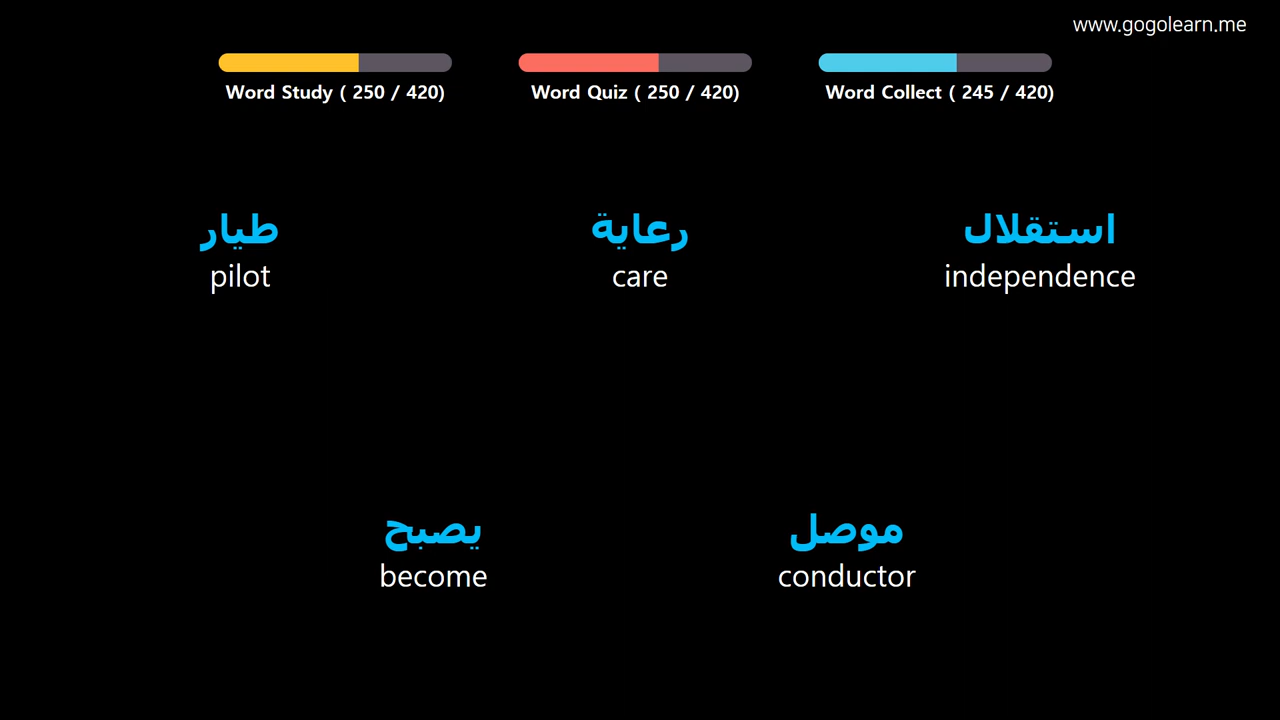 www.gogolearn.me
Word Study ( 250 / 420)
Word Quiz ( 250 / 420)
Word Collect ( 245 / 420)
طيار
pilot
رعاية
care
استقلال
independence
يصبح
become
موصل
conductor